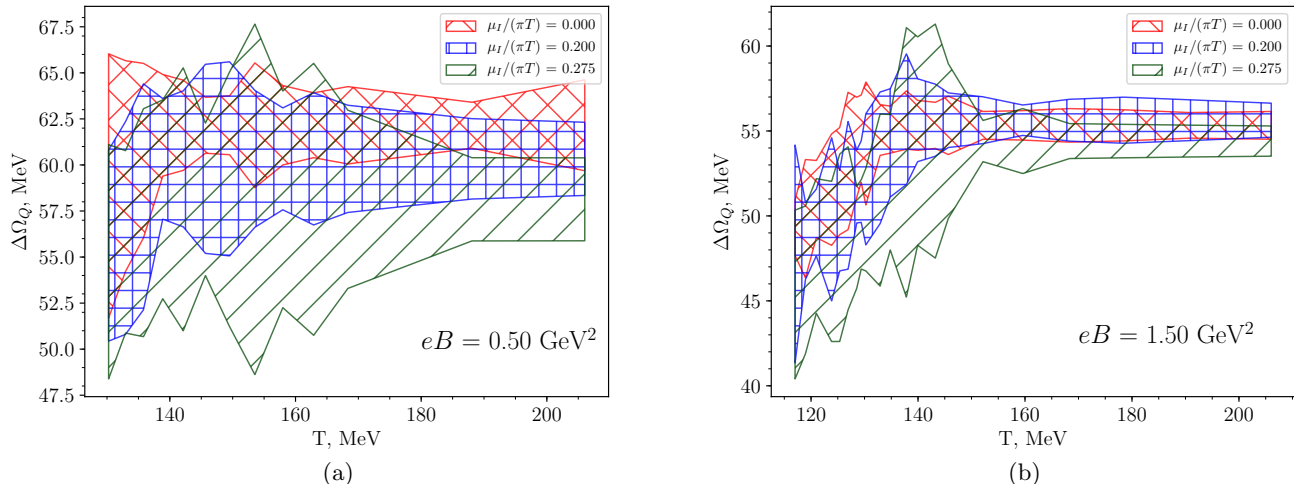 67.5
65.0
62.5
60.0
57.5
55.0
52.5
50.0
47.5
ΔΩ_Q, MeV
μ_I/(πT) = 0.000
μ_I/(πT) = 0.200
μ_I/(πT) = 0.275
eB = 0.50 GeV²
140 160 180 200
T, MeV
(a)
60
55
50
45
40
ΔΩ_Q, MeV
μ_I/(πT) = 0.000
μ_I/(πT) = 0.200
μ_I/(πT) = 0.275
eB = 1.50 GeV²
120 140 160 180 200
T, MeV
(b)